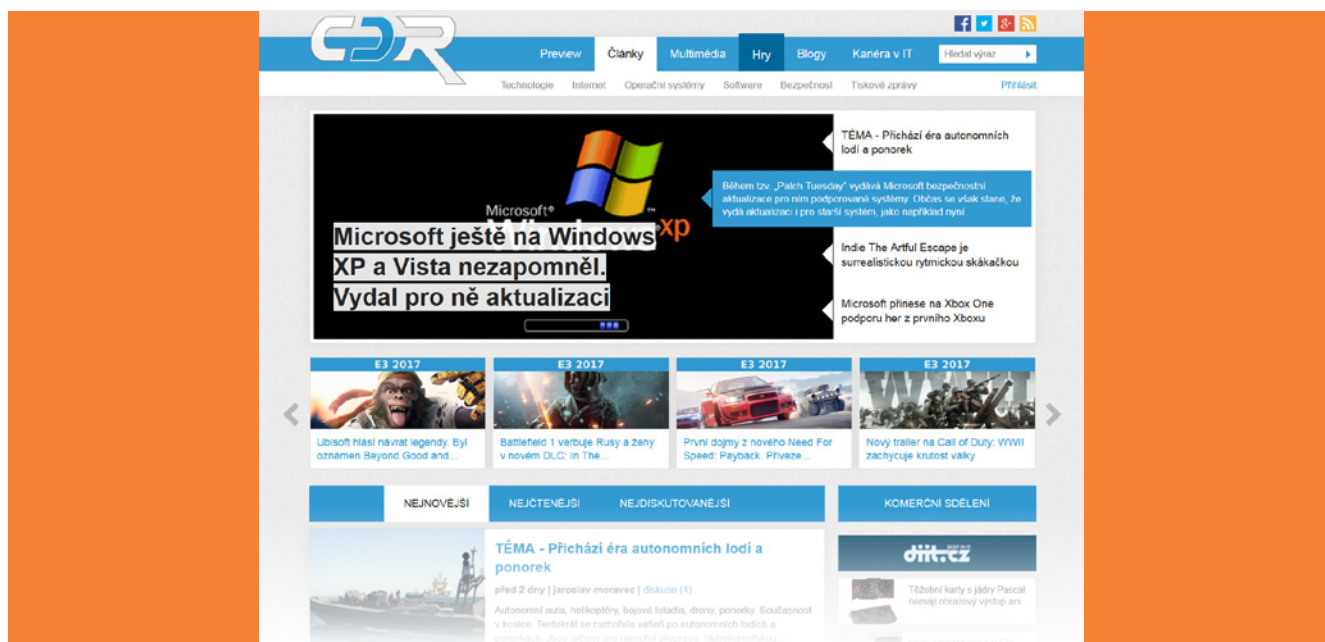 CDR
Preview Články Multimédia Hry Blogy Kariéra v IT Hledat výraz
Technologie Internet Operační systémy Software Bezpečnost Tiskové zprávy Přihlásit
Microsoft®
xp
Microsoft ještě na Windows
XP a Vista nezapomněl.
Vydal pro ně aktualizaci
TÉMA - Přichází éra autonomních
lodí a ponorek
Během tzv. „Patch Tuesday" vydává Microsoft bezpečnostní
aktualizace pro ním podporované systémy. Občas se však stane, že
vydá aktualizaci i pro starší systém, jako například nyní.
Indie The Artful Escape je
surrealistickou rytmickou skákačkou
Microsoft přinese na Xbox One
podporu her z prvního Xboxu
E3 2017
Ubisoft hlásí návrat legendy. Byl
oznámen Beyond Good and...
E3 2017
Battlefield 1 verbuje Rusy a ženy
v novém DLC: In The...
E3 2017
První dojmy z nového Need For
Speed: Payback. Přiveze...
E3 2017
WWII
Nový trailer na Call of Duty: WWII
zachycuje krutost války
NEJNOVĚJŠÍ NEJČTENĚJŠÍ NEJDISKUTOVANĚJŠÍ
TÉMA - Přichází éra autonomních lodí a
ponorek
před 2 dny | jaroslav-moravec | diskuso (4)
Autonomní auta, helikoptéry, bojová letadla, drony, ponorky. Současnost
v kostce. Tentokrát se rozhořela vášeň po autonomních lodích a
KOMERČNÍ SDĚLENÍ
diit.cz
Těžební karty s jádry Pascal
nemají obrazový výstup ani